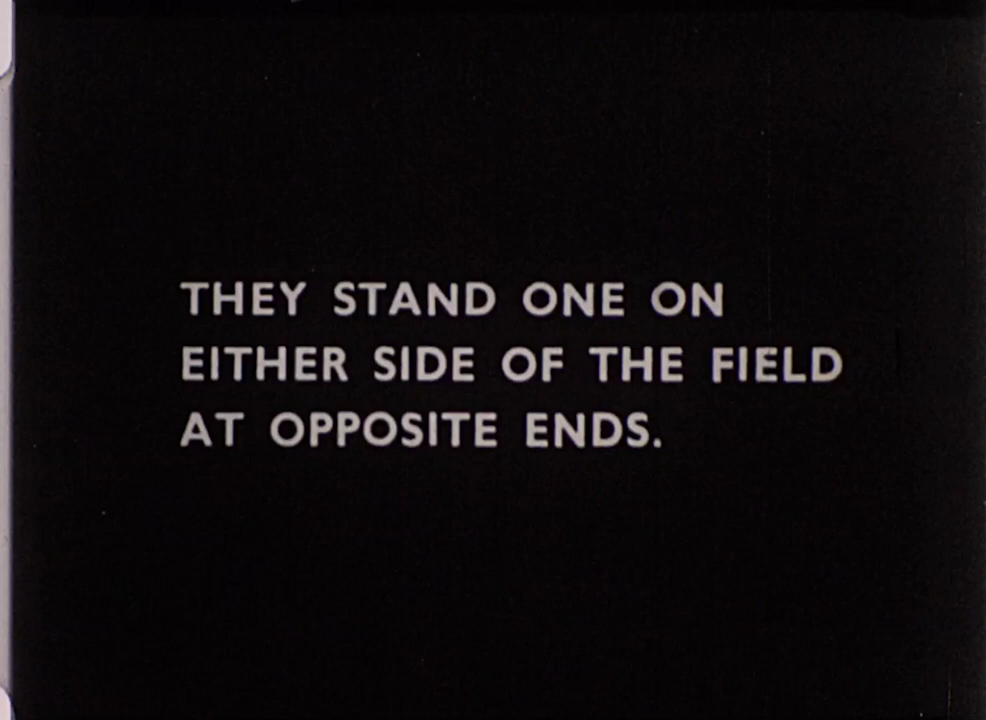 THEY STAND ONE ON
EITHER SIDE OF THE FIELD
AT OPPOSITE ENDS.